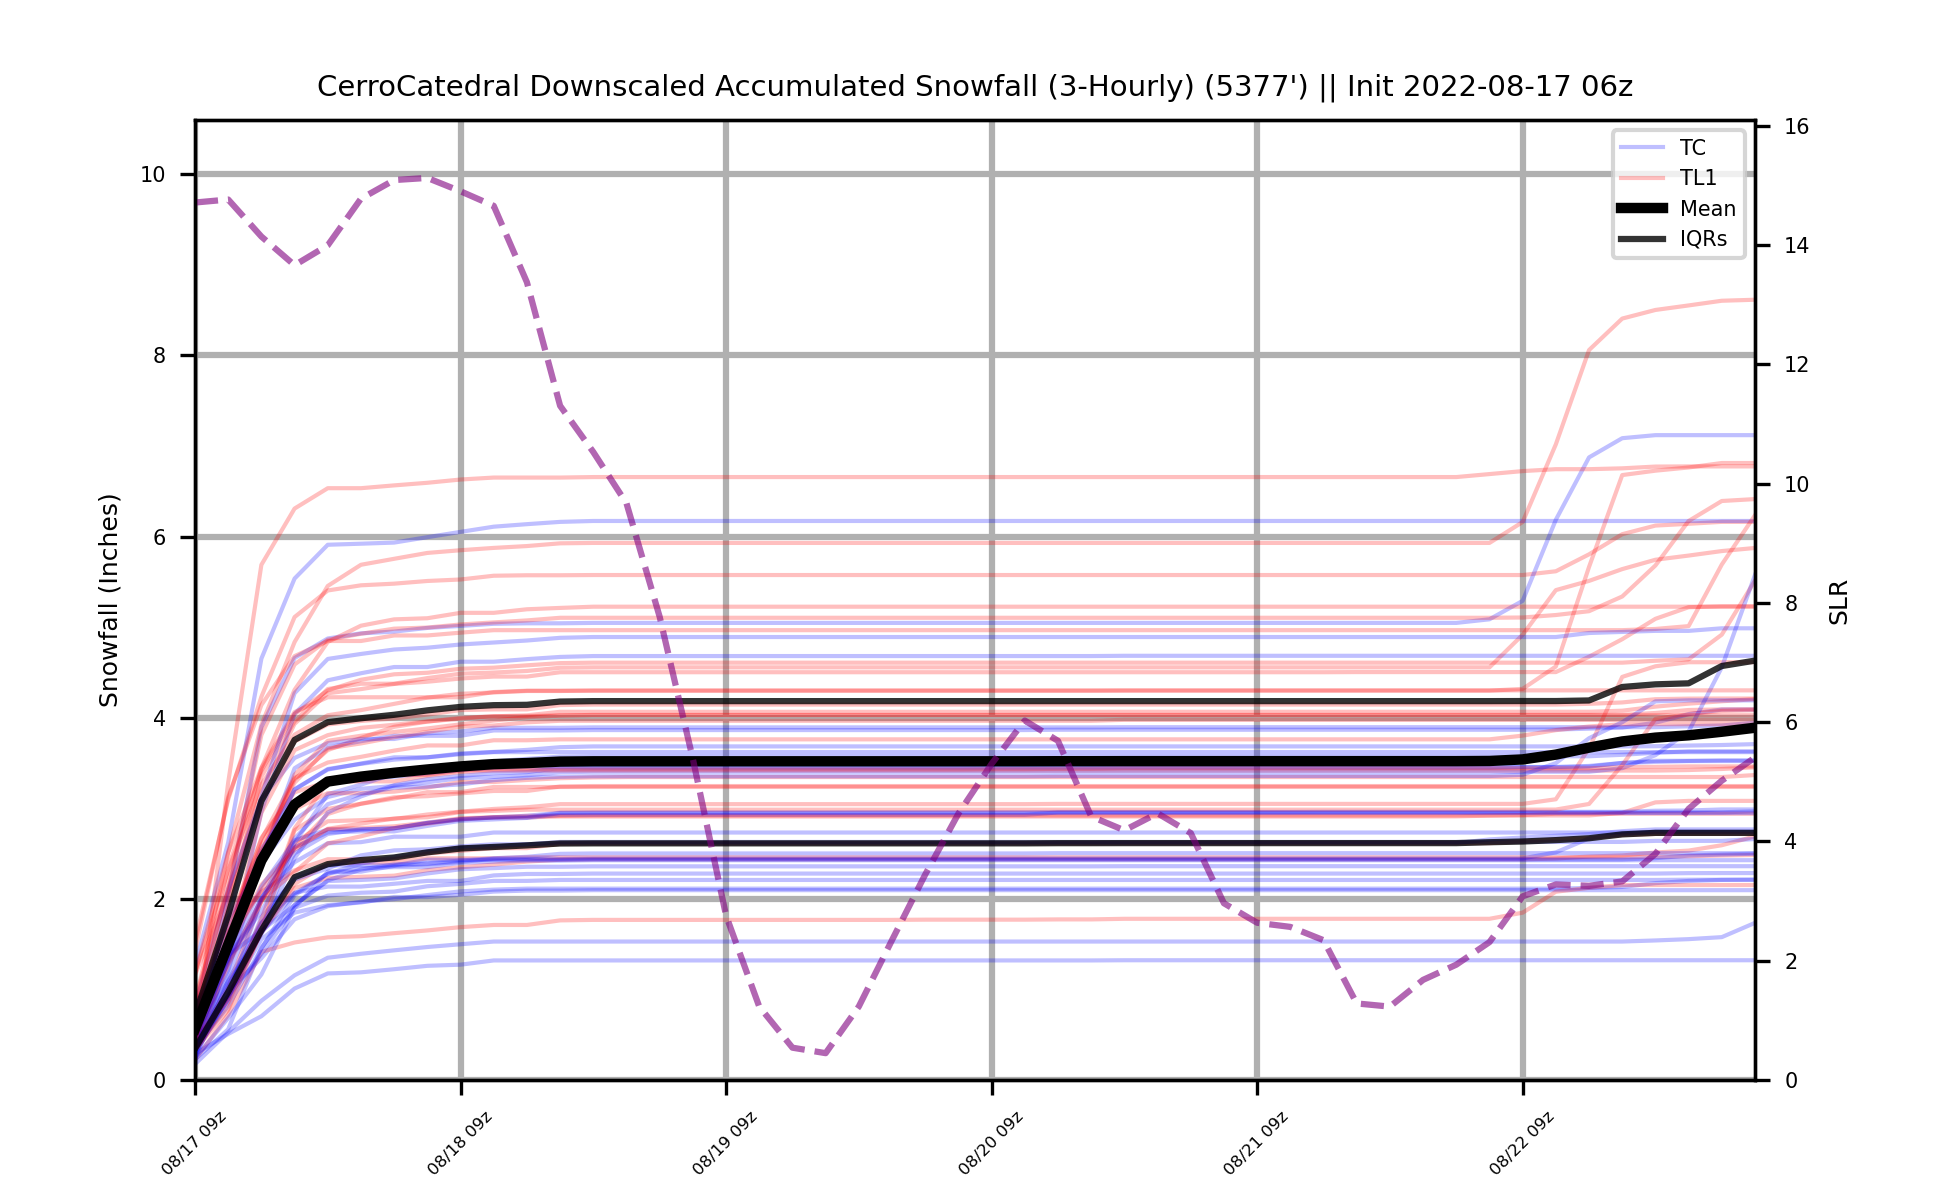 CerroCatedral Downscaled Accumulated Snowfall (3-Hourly) (5377') || Init 2022-08-17 06z
TC
TL1
Mean
IQRs
10
8
6
4
2
0
Snowfall (Inches)
16
14
12
10
8
6
4
2
0
SLR
08/17 09z
08/18 09z
08/19 09z
08/20 09z
08/21 09z
08/22 09z